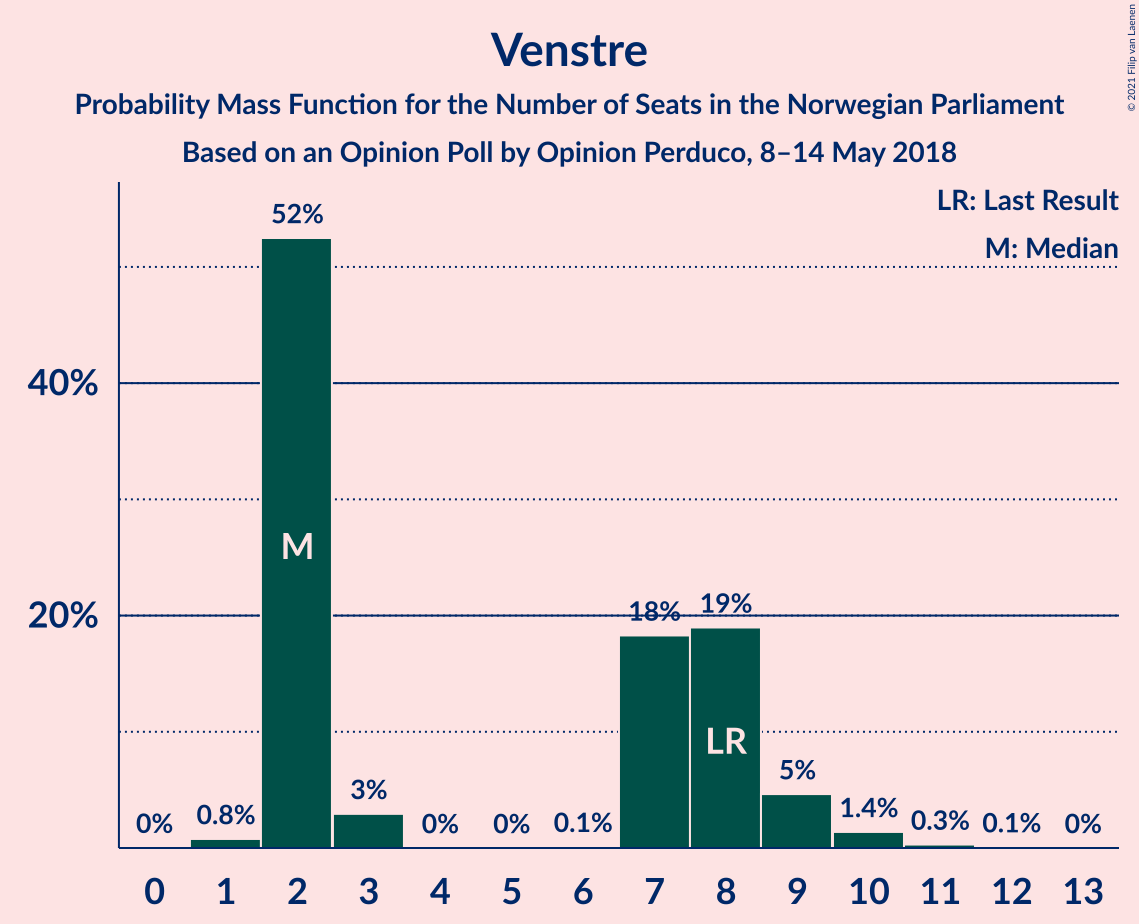 Venstre
Probability Mass Function for the Number of Seats in the Norwegian Parliament
Based on an Opinion Poll by Opinion Perduco, 8–14 May 2018
© 2021 Filip van Laenen
LR: Last Result
M: Median
52%
40%
M
20%
18%
19%
LR
0%
0.8%
3%
0%
0%
0.1%
5%
1.4%
0.3%
0.1%
0%
0 1 2 3 4 5 6 7 8 9 10 11 12 13